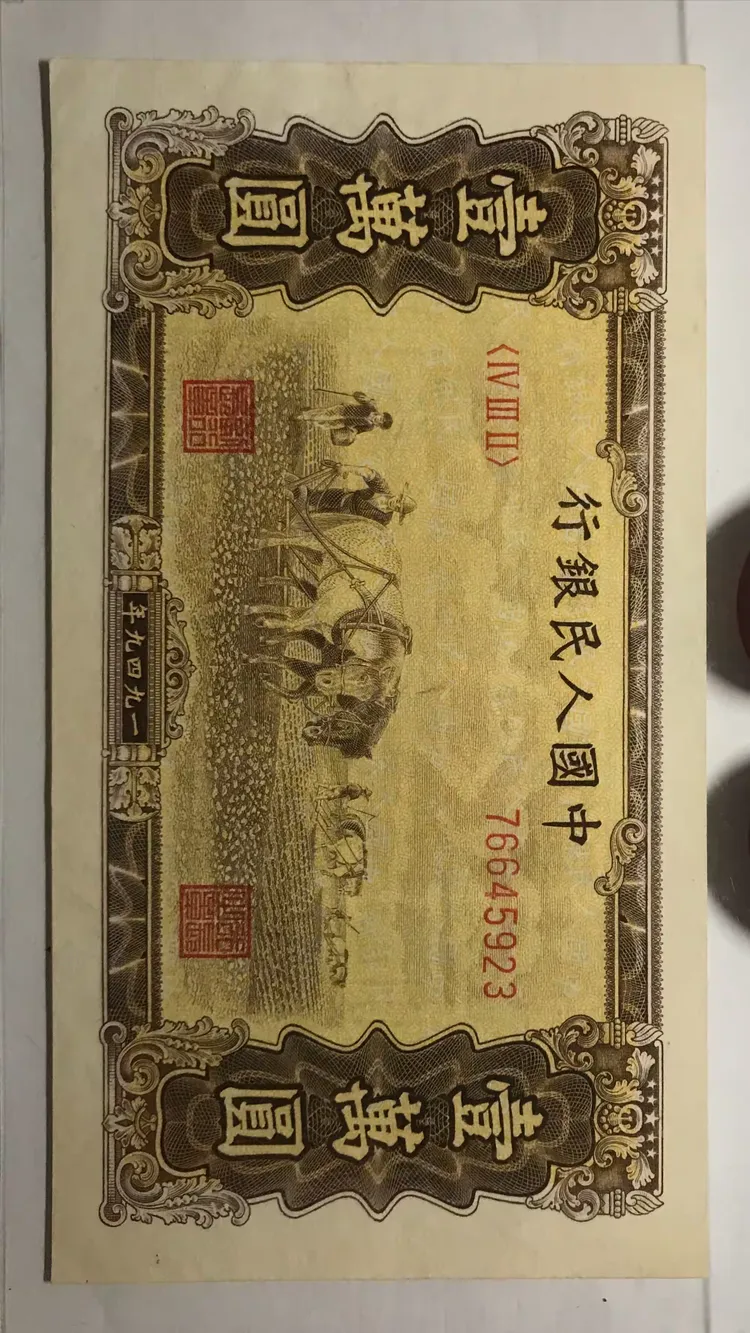 中國人民銀行
〈IV III II〉
76645923
壹萬圓
壹萬圓
一九四九年